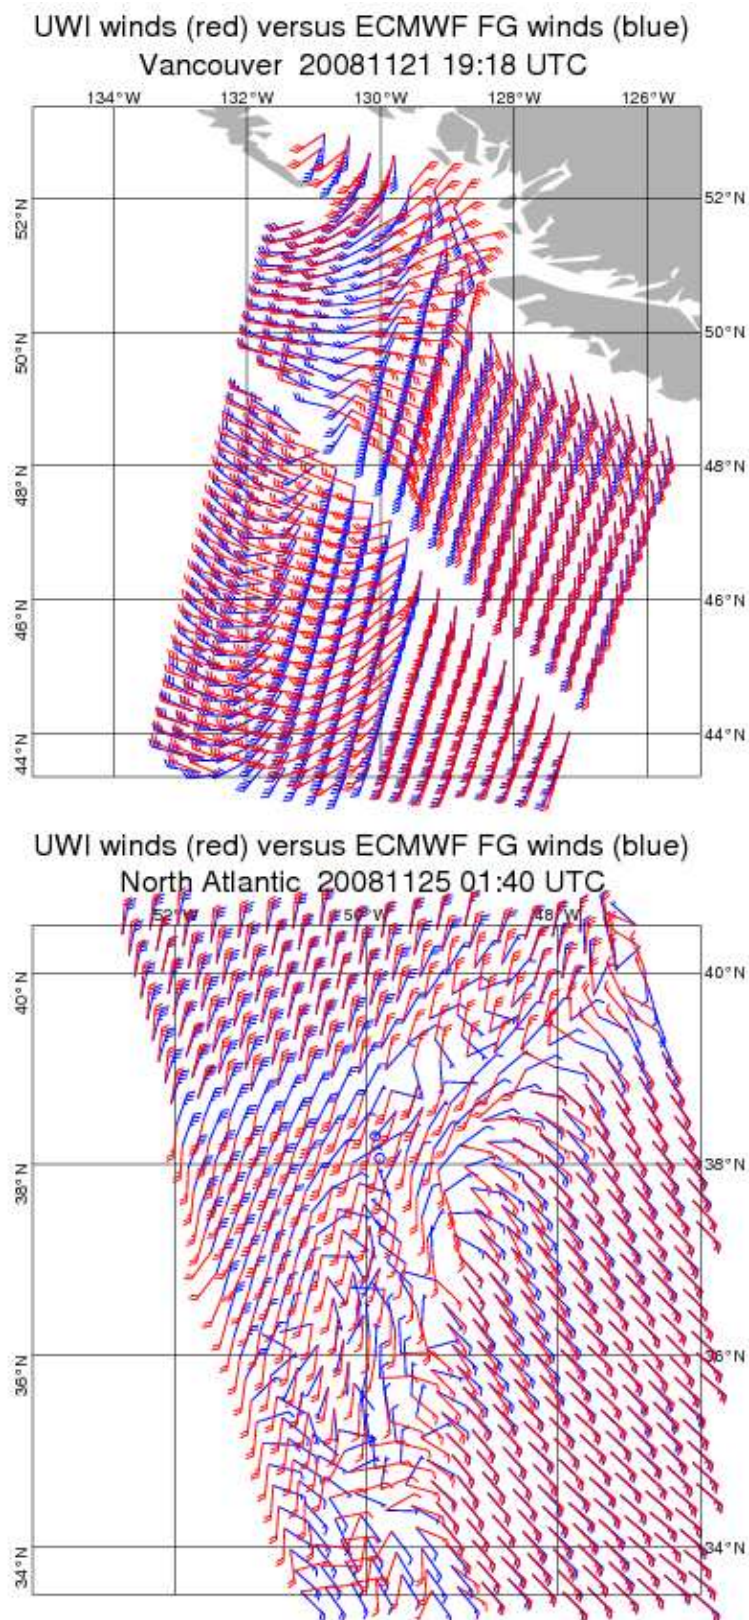 UWI winds (red) versus ECMWF FG winds (blue)
Vancouver 20081121 19:18 UTC
134°W 132°W 130°W 128°W 126°W
52°N 52°N
50°N 50°N
48°N 48°N
46°N 46°N
44°N 44°N
UWI winds (red) versus ECMWF FG winds (blue)
North Atlantic 20081125 01:40 UTC
52°W 50°W 48°W
40°N 40°N
38°N 38°N
36°N 36°N
34°N 34°N